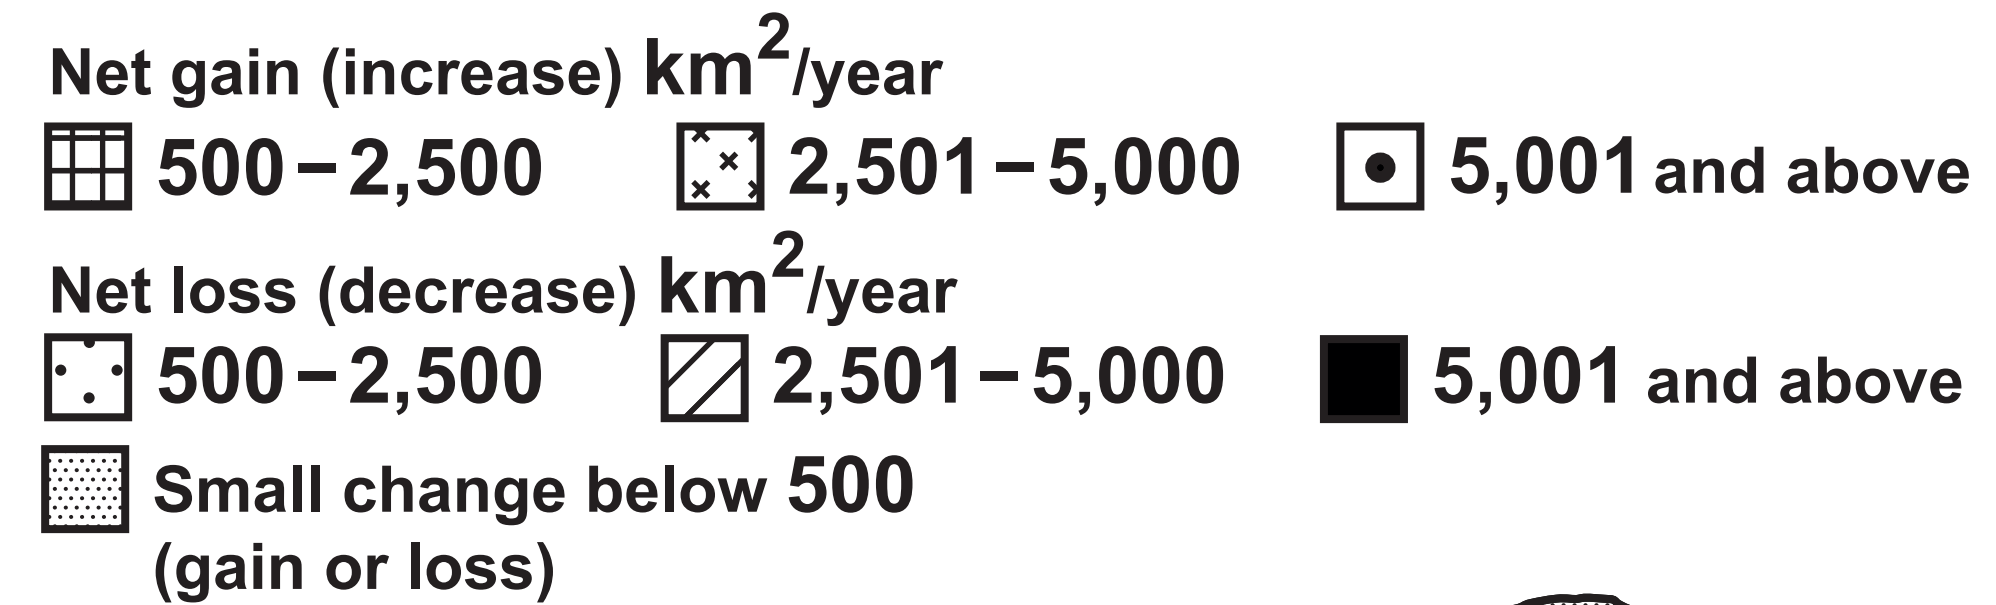 Net gain (increase) km²/year
500–2,500 2,501–5,000 5,001 and above
Net loss (decrease) km²/year
500–2,500 2,501–5,000 5,001 and above
Small change below 500
(gain or loss)